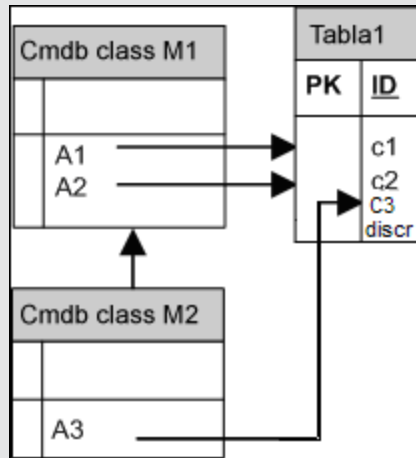 Cmdb class M1
A1
A2
Tabla1
PK ID
c1
c2
C3
discr
Cmdb class M2
A3